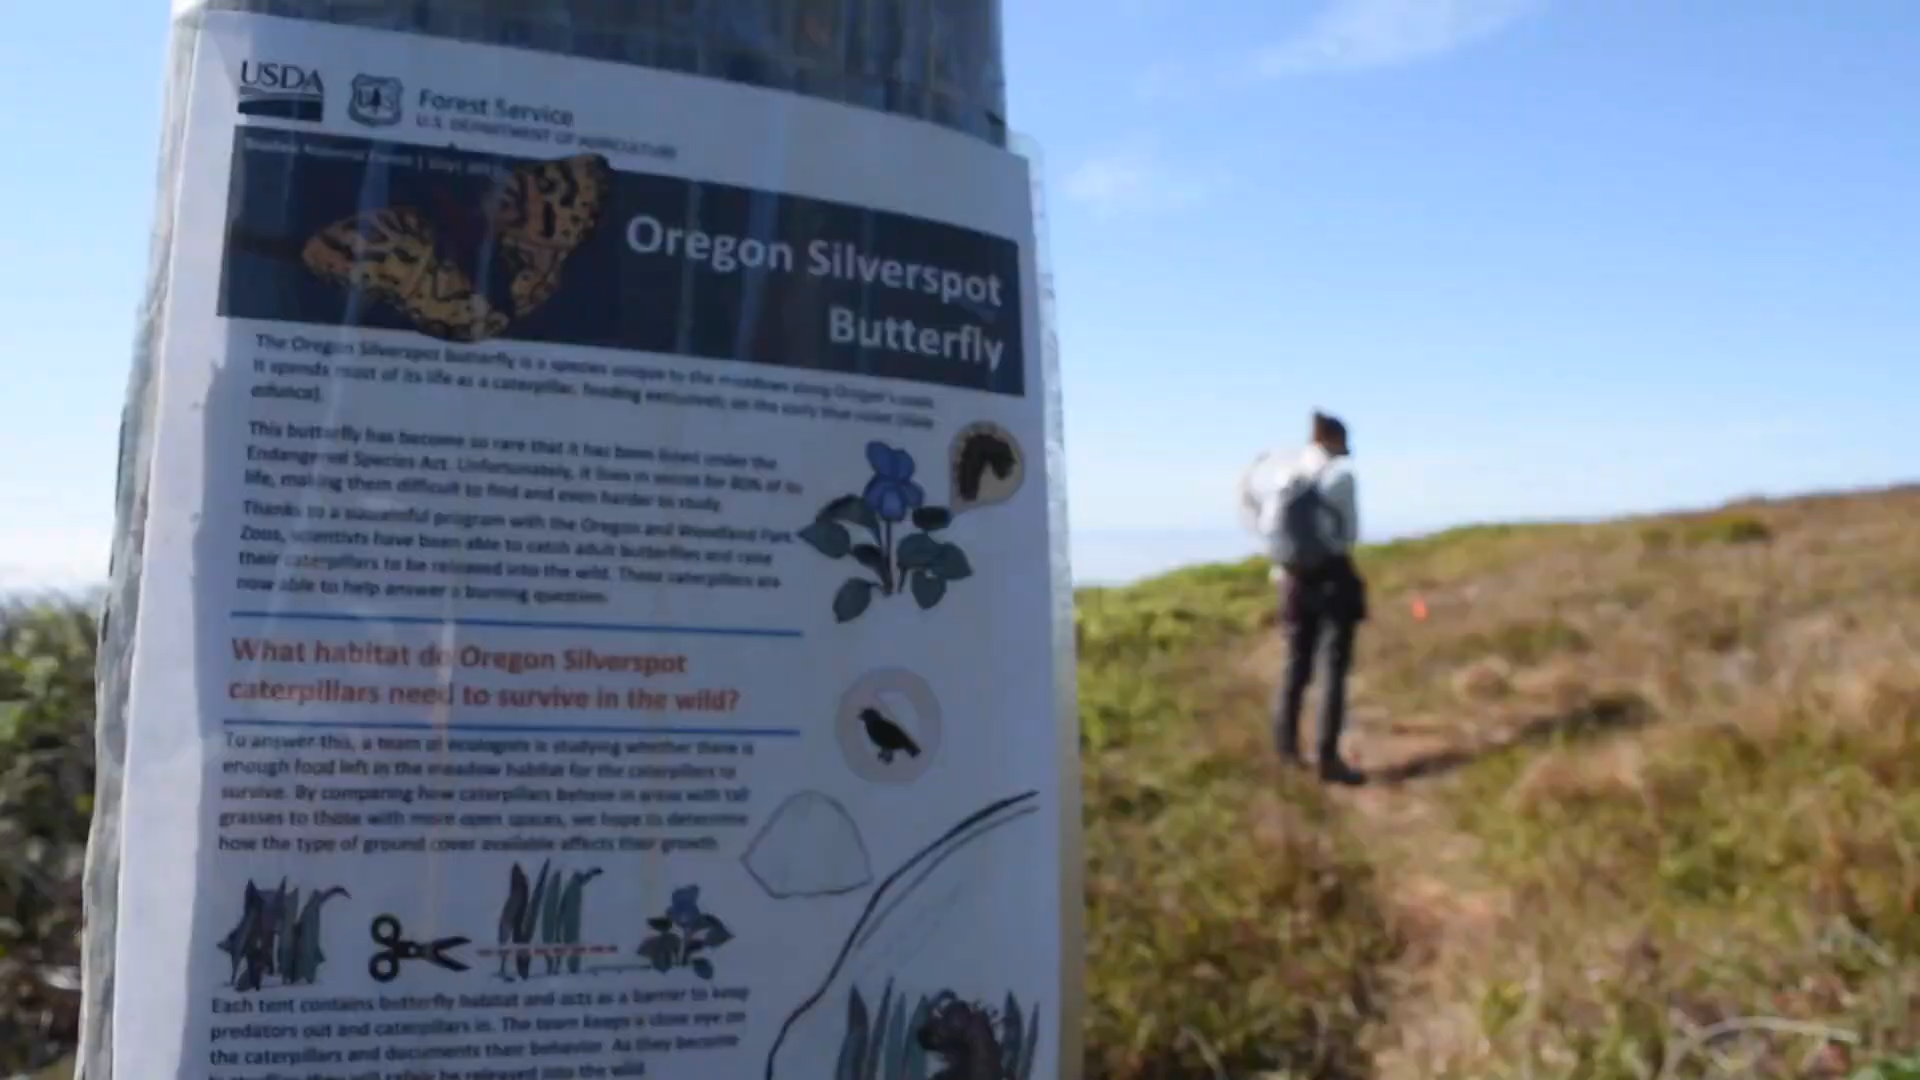 USDA
Forest Service
U.S. DEPARTMENT OF AGRICULTURE
Oregon Silverspot
Butterfly
The Oregon Silverspot Butterfly is a species unique to the meadows along Oregon's coast.
It spends most of its life as a caterpillar, feeding exclusively on the early blue violet (Viola
adunca).
This butterfly has become so rare that it has been listed under the
Endangered Species Act. Unfortunately, it lives in secret for 80% of its
life, making them difficult to find and even harder to study.
Thanks to a successful program with the Oregon and Woodland Park
Zoos, scientists have been able to catch adult butterflies and raise
their caterpillars to be released into the wild. These caterpillars are
now able to help answer a burning question:
What habitat do Oregon Silverspot
caterpillars need to survive in the wild?
To answer this, a team of ecologists is studying whether there is
enough food left in the meadow habitat for the caterpillars to
survive. By comparing how caterpillars behave in areas with tall
grasses to those with more open spaces, we hope to determine
how the type of ground cover available affects their growth.
Each tent contains butterfly habitat and acts as a barrier to keep
predators out and caterpillars in. The team keeps a close eye on
the caterpillars and documents their behavior. As they become
butterflies they will safely be released into the wild.